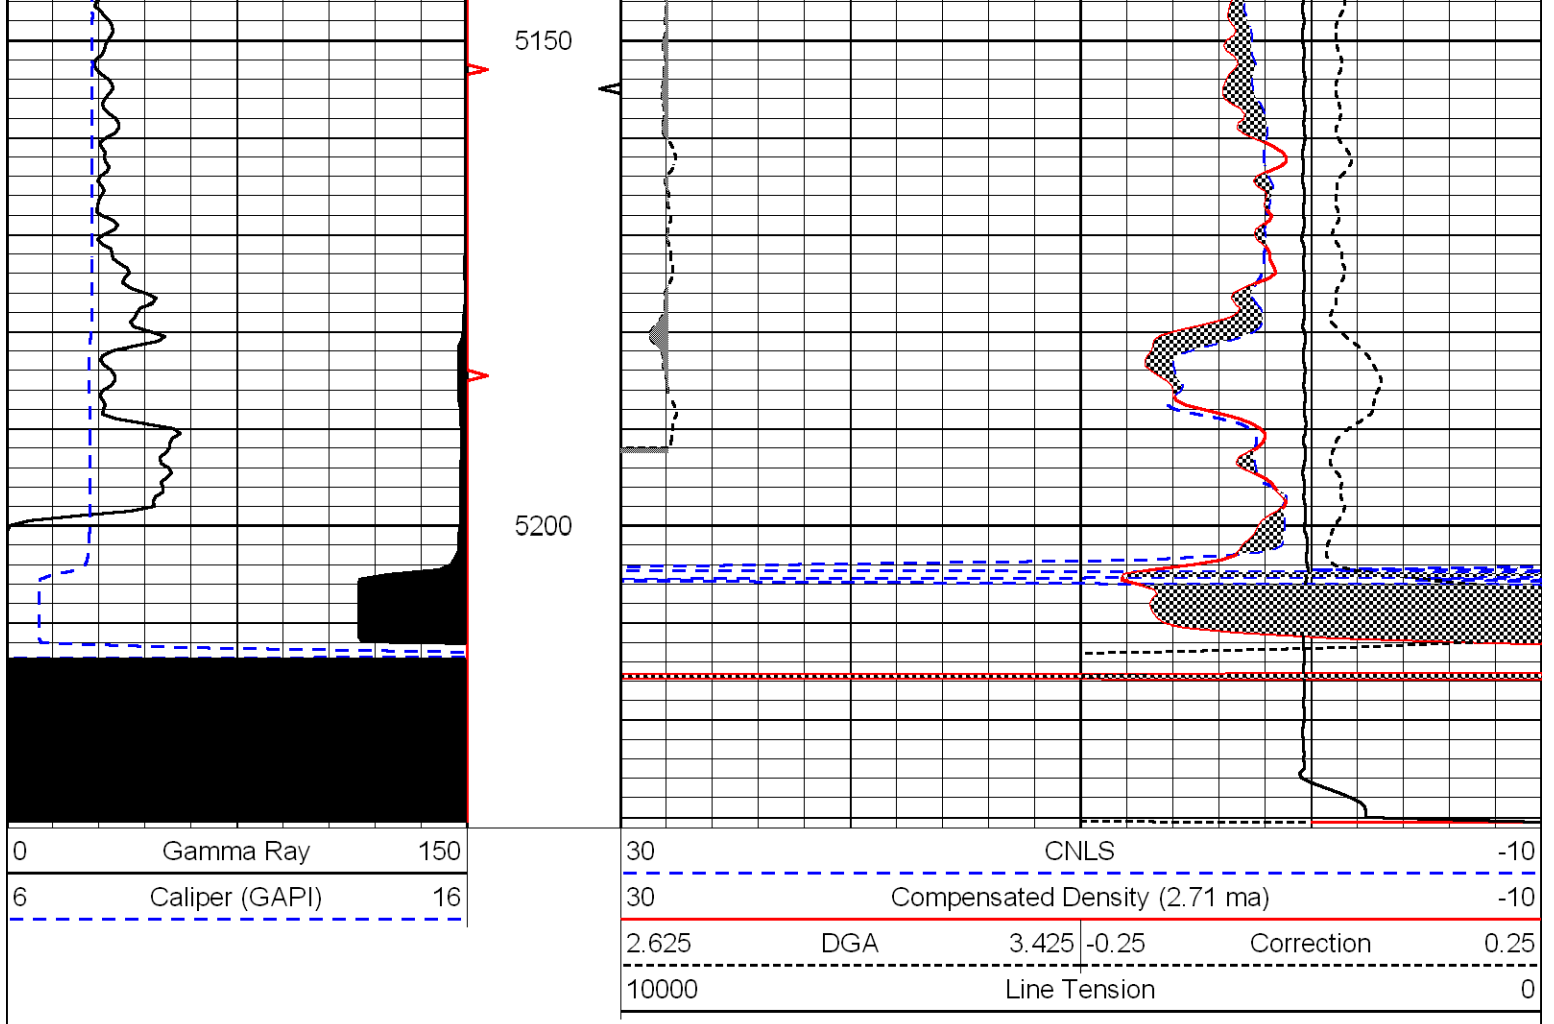 5150
5200
0 Gamma Ray 150
6 Caliper (GAPI) 16
30 CNLS -10
30 Compensated Density (2.71 ma) -10
2.625 DGA 3.425 -0.25 Correction 0.25
10000 Line Tension 0